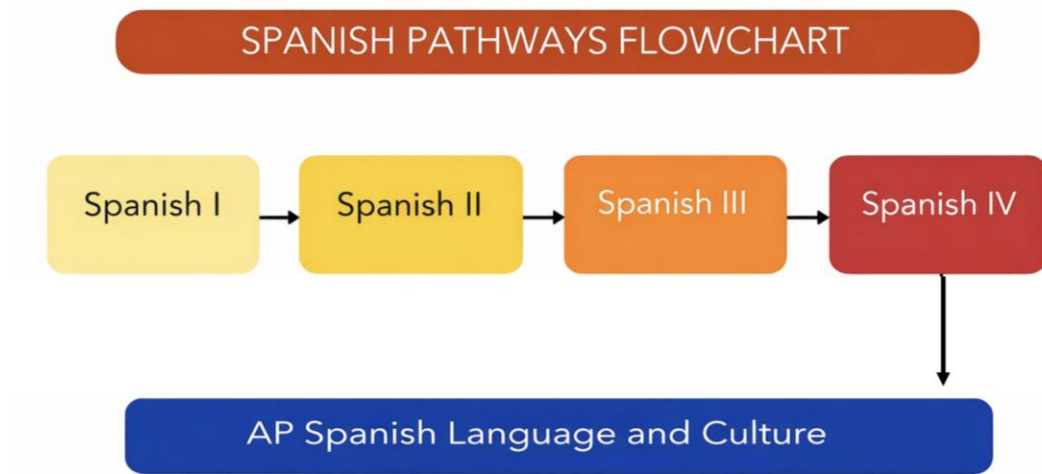 SPANISH PATHWAYS FLOWCHART
Spanish I
Spanish II
Spanish III
Spanish IV
AP Spanish Language and Culture